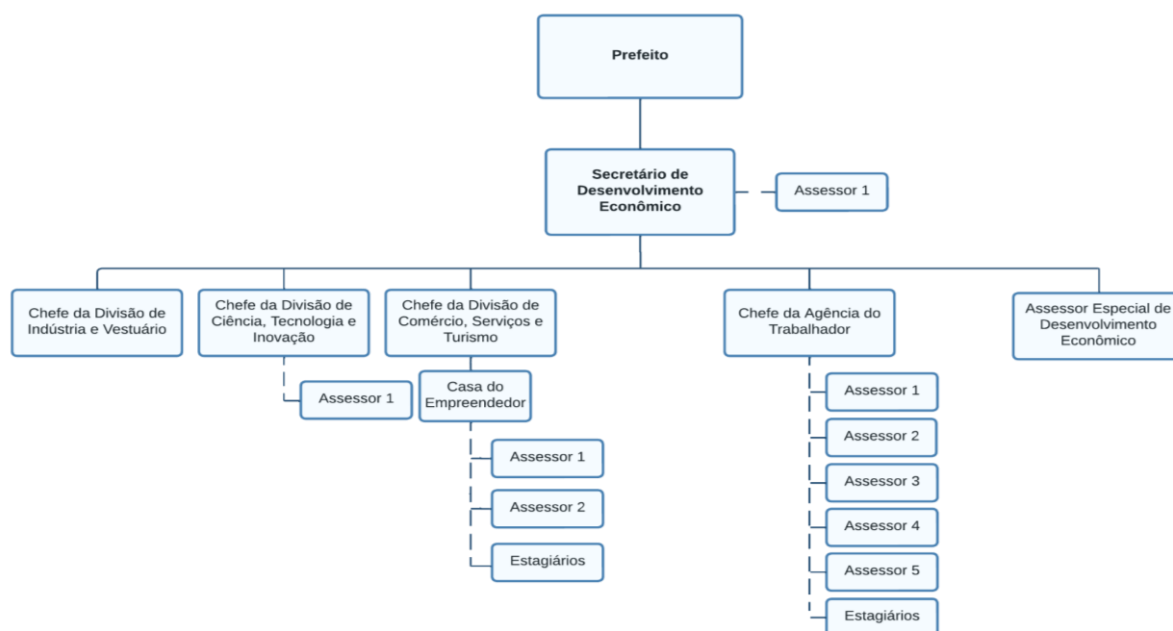 Prefeito
Secretário de
Desenvolvimento
Econômico
Assessor 1
Chefe da Divisão de
Indústria e Vestuário
Chefe da Divisão de
Ciência, Tecnologia e
Inovação
Chefe da Divisão de
Comércio, Serviços e
Turismo
Chefe da Agência do
Trabalhador
Assessor Especial de
Desenvolvimento
Econômico
Assessor 1
Casa do
Empreendedor
Assessor 1
Assessor 2
Estagiários
Assessor 1
Assessor 2
Assessor 3
Assessor 4
Assessor 5
Estagiários